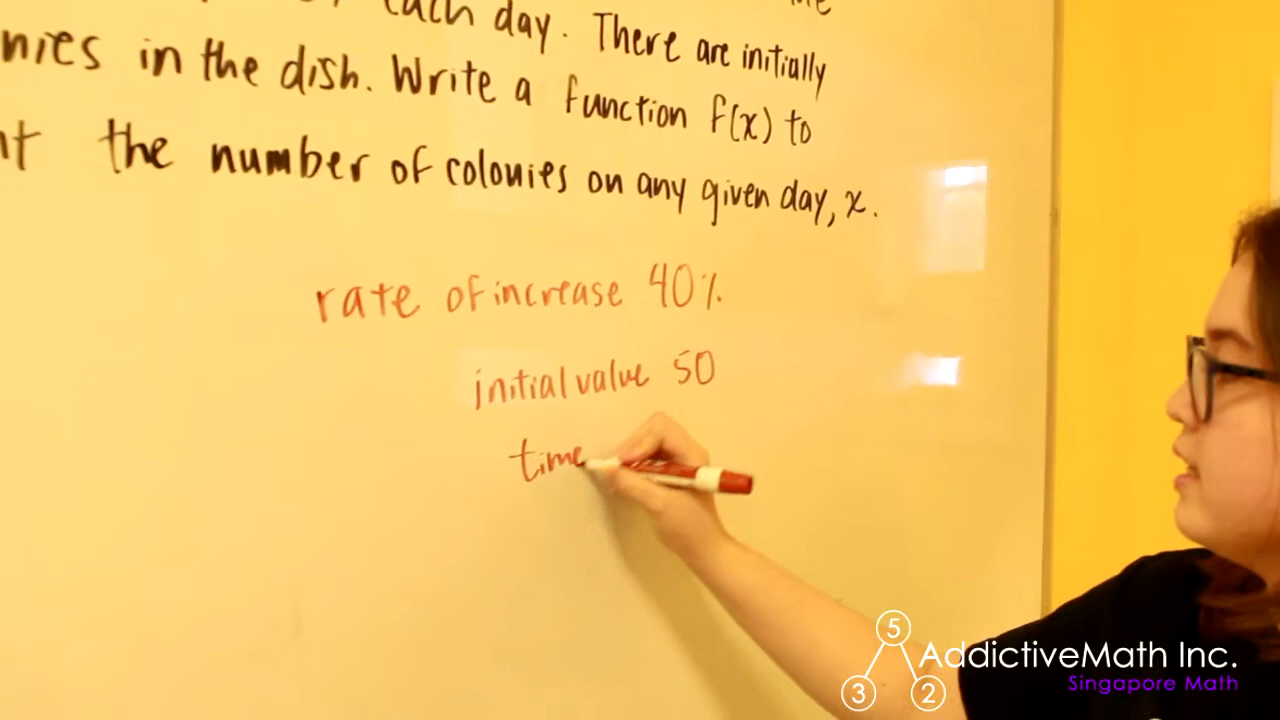 each day. There are initially
in the dish. Write a function f(x) to
the number of colonies on any given day, x.
rate of increase 40%
initial value 50
time
5
3 2
AddictiveMath Inc.
Singapore Math